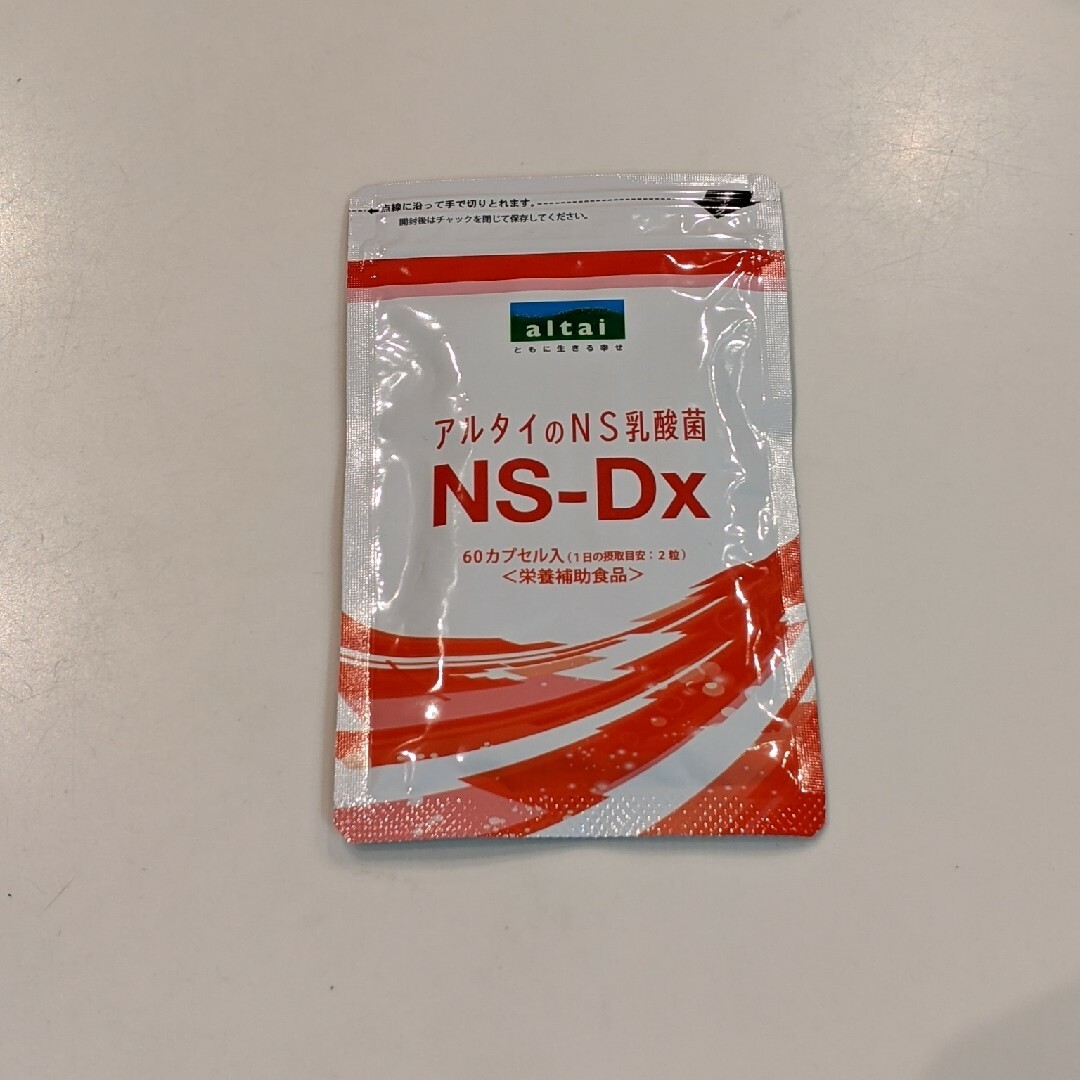 点線に沿って手で切りとれます。
開封後はチャックを閉じて保存してください。
altai
ともに生きる幸せ
アルタイのNS乳酸菌
NS-Dx
60カプセル入(1日の摂取目安:2粒)
<栄養補助食品>